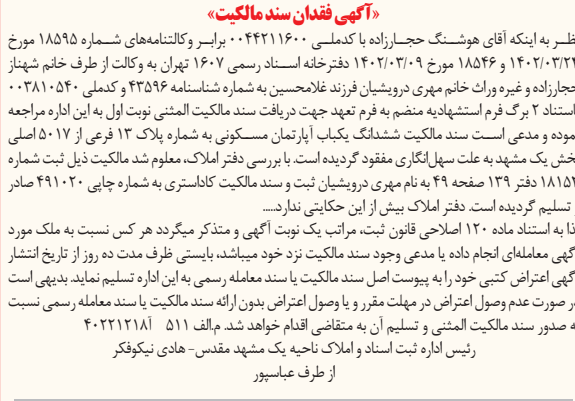 «آگهی فقدان سند مالکیت»
ظر به اینکه آقای هوشنگ حجارزاده با کدملی ۰۰۴۴۲۱۱۶۰۰ برابر وکالتنامه‌های شماره ۱۸۵۹۵ مورخ
۱۴۰۲/۰۳/۲۲ و ۱۸۵۴۶ مورخ ۱۴۰۲/۰۳/۰۹ دفترخانه اسناد رسمی ۱۶۰۷ تهران به وکالت از طرف خانم شهناز
حجارزاده و غیره وراث خانم مهری درویشیان فرزند غلامحسین به شماره شناسنامه ۴۳۵۹۶ و کدملی ۰۰۳۸۱۰۵۴۰
استناد ۲ برگ فرم استشهادیه منضم به فرم تعهد جهت دریافت سند مالکیت المثنی نوبت اول به این اداره مراجعه
موده و مدعی است سند مالکیت ششدانگ یکباب آپارتمان مسکونی به شماره پلاک ۱۳ فرعی از ۵۰۱۷ اصلی
خش یک مشهد به علت سهل‌انگاری مفقود گردیده است. با بررسی دفتر املاک، معلوم شد مالکیت ذیل ثبت شماره
۱۸۱۵۲ دفتر ۱۳۹ صفحه ۴۹ به نام مهری درویشیان ثبت و سند مالکیت کاداستری به شماره چاپی ۴۹۱۰۲۰ صادر
تسلیم گردیده است. دفتر املاک بیش از این حکایتی ندارد.....
ذا به استناد ماده ۱۲۰ اصلاحی قانون ثبت، مراتب یک نوبت آگهی و متذکر میگردد هر کس نسبت به ملک مورد
گهی معامله‌ای انجام داده یا مدعی وجود سند مالکیت نزد خود میباشد، بایستی ظرف مدت ده روز از تاریخ انتشار
گهی اعتراض کتبی خود را به پیوست اصل سند مالکیت یا سند معامله رسمی به این اداره تسلیم نماید. بدیهی است
ر صورت عدم وصول اعتراض در مهلت مقرر و یا وصول اعتراض بدون ارائه سند مالکیت یا سند معامله رسمی نسبت
ه صدور سند مالکیت المثنی و تسلیم آن به متقاضی اقدام خواهد شد. م.الف ۵۱۱ آ۴۰۲۲۱۲۱۸
رئیس اداره ثبت اسناد و املاک ناحیه یک مشهد مقدس- هادی نیکوفکر
از طرف عباسپور